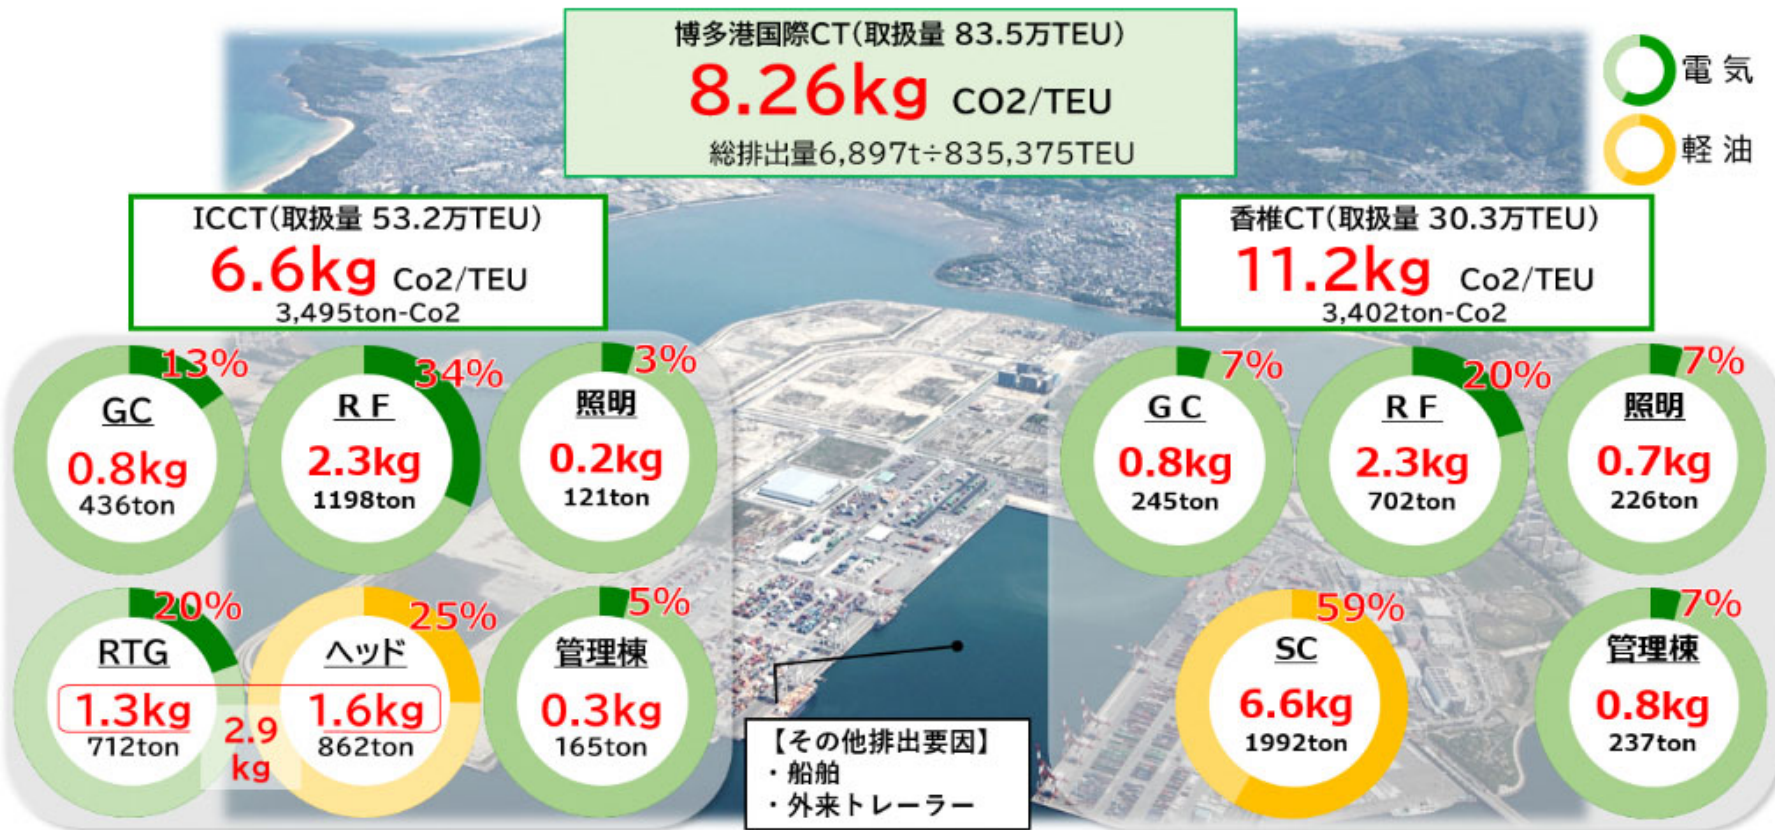 博多港国際CT(取扱量 83.5万TEU)
8.26kg CO2/TEU
総排出量6,897t÷835,375TEU
電気
軽油
ICCT(取扱量 53.2万TEU)
6.6kg Co2/TEU
3,495ton-Co2
香椎CT(取扱量 30.3万TEU)
11.2kg Co2/TEU
3,402ton-Co2
13%
GC
0.8kg
436ton
34%
RF
2.3kg
1198ton
3%
照明
0.2kg
121ton
20%
RTG
1.3kg
712ton
2.9
kg
25%
ヘッド
1.6kg
862ton
5%
管理棟
0.3kg
165ton
【その他排出要因】
・船舶
・外来トレーラー
7%
GC
0.8kg
245ton
20%
RF
2.3kg
702ton
7%
照明
0.7kg
226ton
59%
SC
6.6kg
1992ton
7%
管理棟
0.8kg
237ton